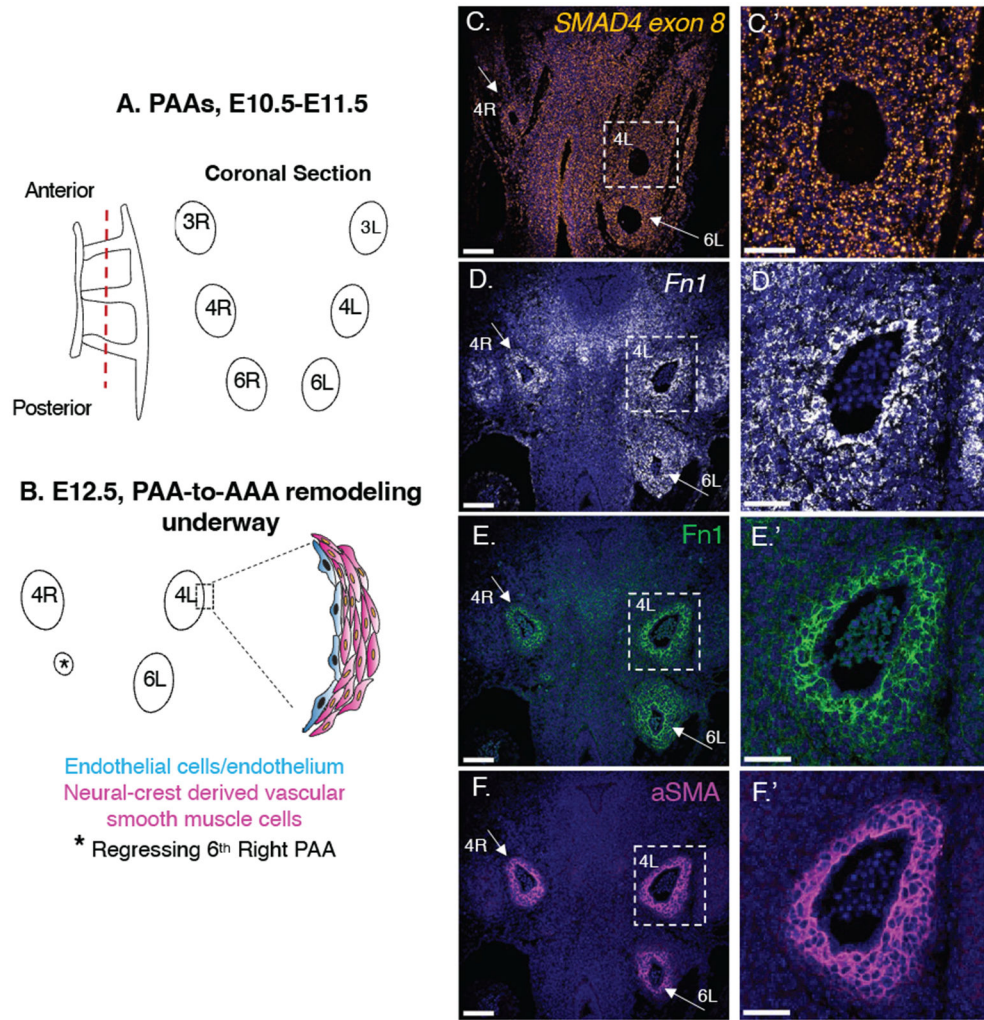 A. PAAs, E10.5-E11.5
Anterior
Coronal Section
3R
3L
4R
4L
6R
6L
Posterior
B. E12.5, PAA-to-AAA remodeling
underway
4R
4L
*
6L
Endothelial cells/endothelium
Neural-crest derived vascular
smooth muscle cells
* Regressing 6th Right PAA
C.
SMAD4 exon 8
4R
4L
6L
C.’
D.
Fn1
4R
4L
6L
D.’
E.
Fn1
4R
4L
6L
E.’
F.
aSMA
4R
4L
6L
F.’